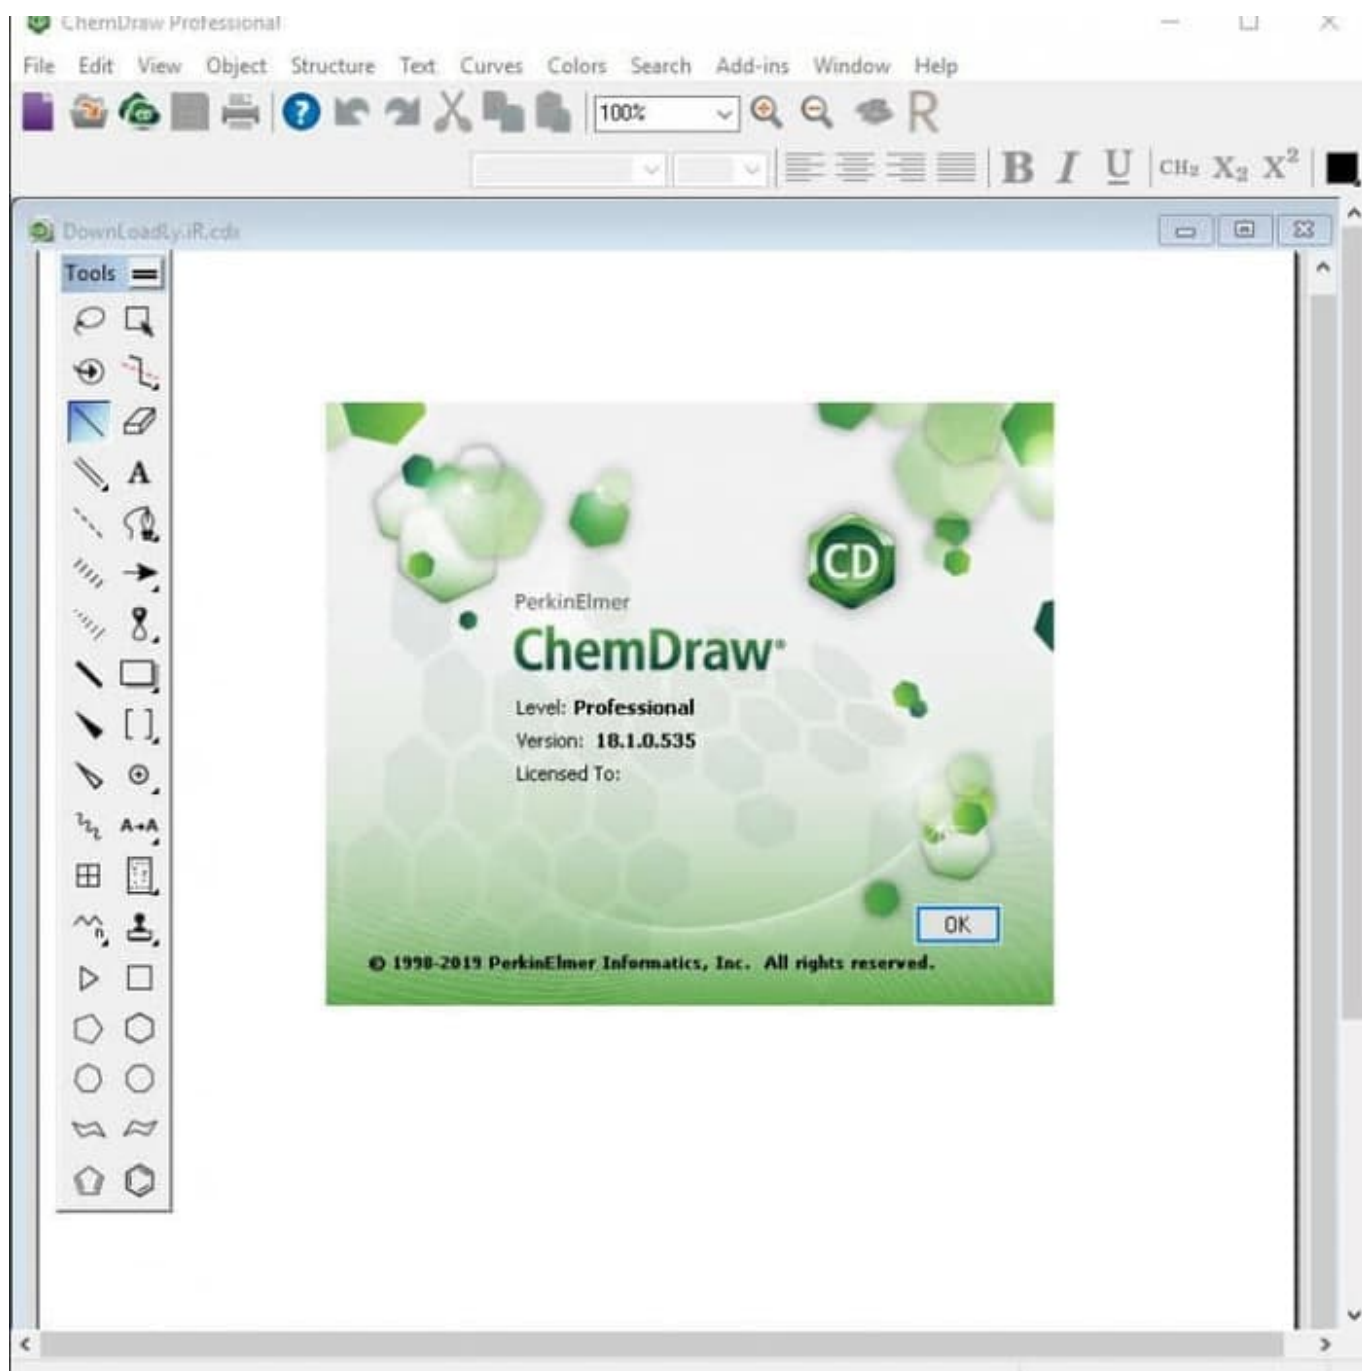 ChemDraw Professional
File Edit View Object Structure Text Curves Colors Search Add-ins Window Help
CD ? 100% R
B I U CH₂ X₂ X²
DownLoadLy.iR.cdx
Tools
A
A→A
n
CD
PerkinElmer
ChemDraw®
Level: Professional
Version: 18.1.0.535
Licensed To:
OK
© 1998-2019 PerkinElmer Informatics, Inc. All rights reserved.